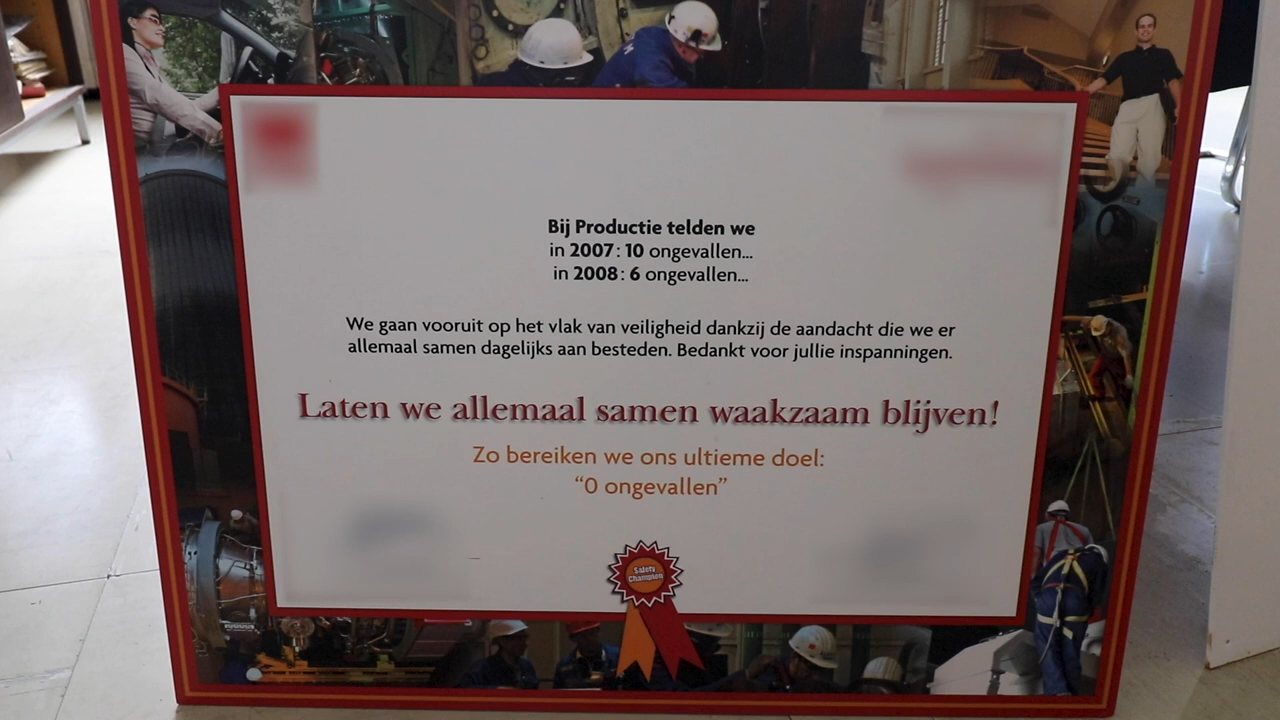 Bij Productie telden we
in 2007: 10 ongevallen...
in 2008: 6 ongevallen...
We gaan vooruit op het vlak van veiligheid dankzij de aandacht die we er
allemaal samen dagelijks aan besteden. Bedankt voor jullie inspanningen.
Laten we allemaal samen waakzaam blijven!
Zo bereiken we ons ultieme doel:
“0 ongevallen”
Safety
Champion